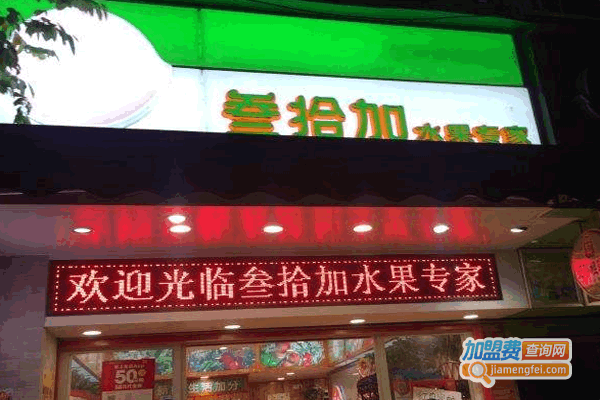 叁拾加 水果专家
欢迎光临叁拾加水果专家
50
加盟费查询网
jiamengfei.com